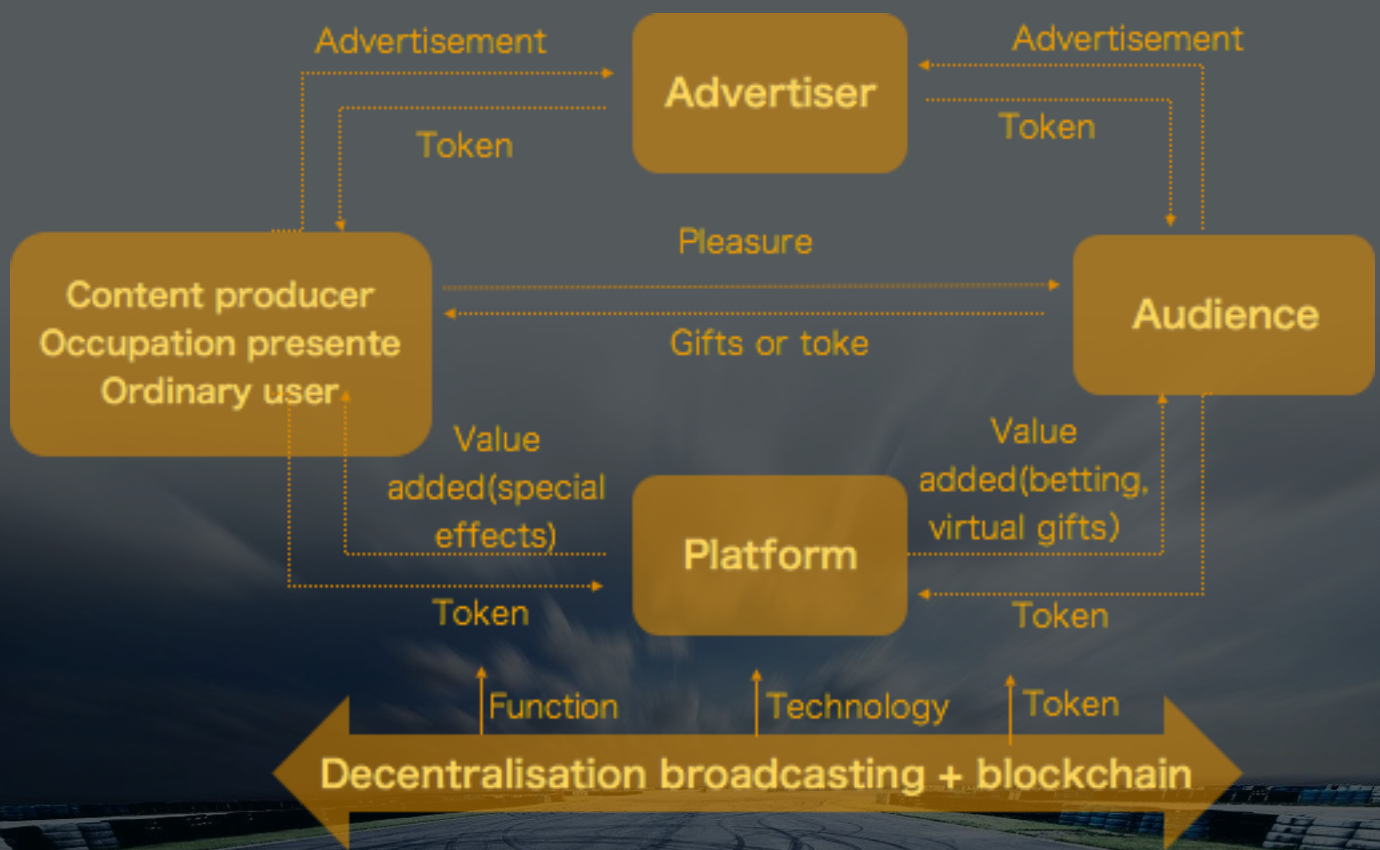 Advertisement
Advertiser
Advertisement
Token
Token
Pleasure
Content producer
Occupation presente
Ordinary user
Audience
Gifts or toke
Value
added(special
effects)
Value
added(betting,
virtual gifts)
Platform
Token
Token
Function
Technology
Token
Decentralisation broadcasting + blockchain